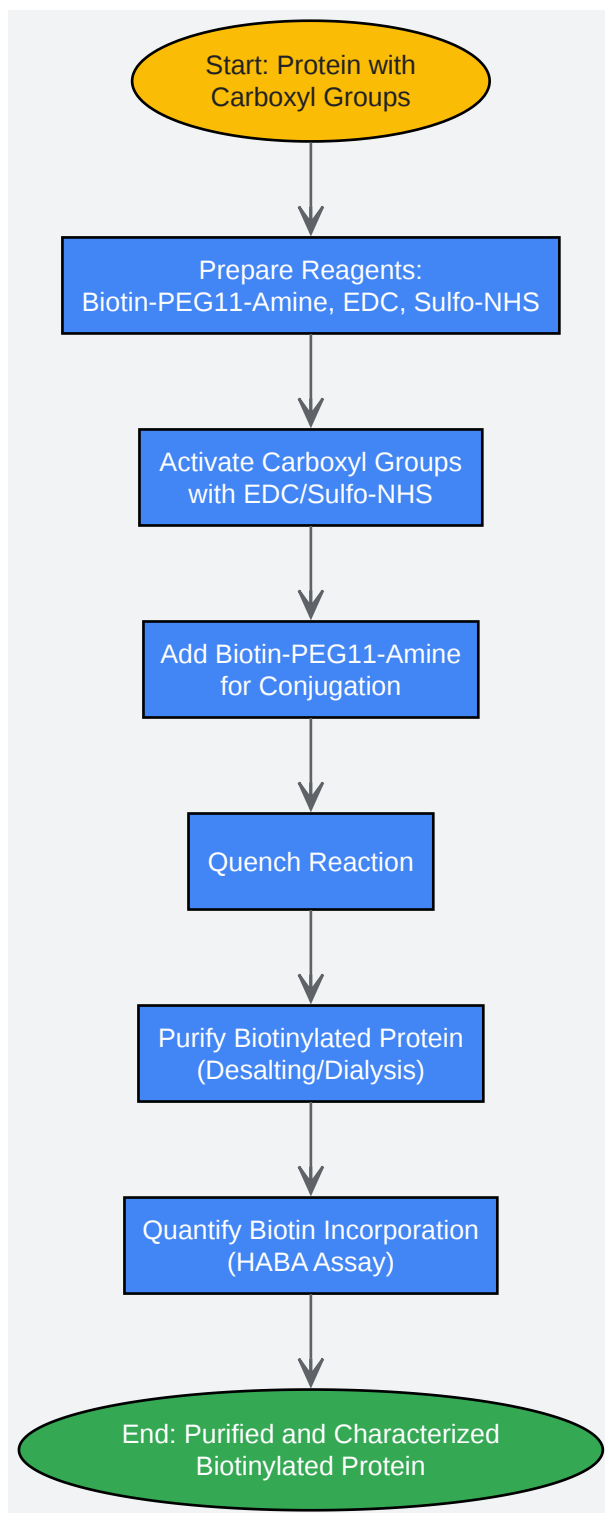 Start: Protein with
Carboxyl Groups
Prepare Reagents:
Biotin-PEG11-Amine, EDC, Sulfo-NHS
Activate Carboxyl Groups
with EDC/Sulfo-NHS
Add Biotin-PEG11-Amine
for Conjugation
Quench Reaction
Purify Biotinylated Protein
(Desalting/Dialysis)
Quantify Biotin Incorporation
(HABA Assay)
End: Purified and Characterized
Biotinylated Protein